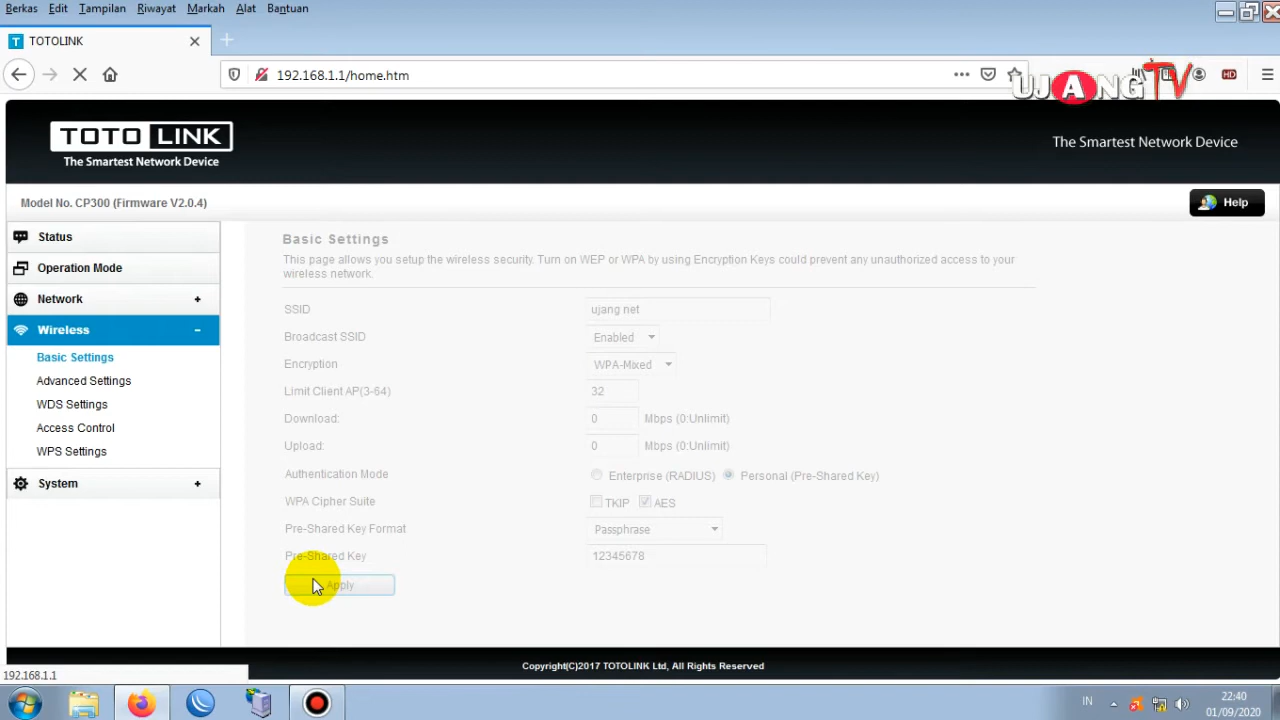 Berkas Edit Tampilan Riwayat Markah Alat Bantuan
TOTOLINK
192.168.1.1/home.htm
HD
UJANG TV
TOTO LINK
The Smartest Network Device
The Smartest Network Device
Model No. CP300 (Firmware V2.0.4)
Help
Status
Operation Mode
Network +
Wireless -
Basic Settings
Advanced Settings
WDS Settings
Access Control
WPS Settings
System +
Basic Settings
This page allows you setup the wireless security. Turn on WEP or WPA by using Encryption Keys could prevent any unauthorized access to your
wireless network.
SSID ujang net
Broadcast SSID Enabled
Encryption WPA-Mixed
Limit Client AP(3-64) 32
Download: 0 Mbps (0:Unlimit)
Upload: 0 Mbps (0:Unlimit)
Authentication Mode Enterprise (RADIUS) Personal (Pre-Shared Key)
WPA Cipher Suite TKIP AES
Pre-Shared Key Format Passphrase
Pre-Shared Key 12345678
Apply
Copyright(C)2017 TOTOLINK Ltd, All Rights Reserved
192.168.1.1
IN
22:40
01/09/2020